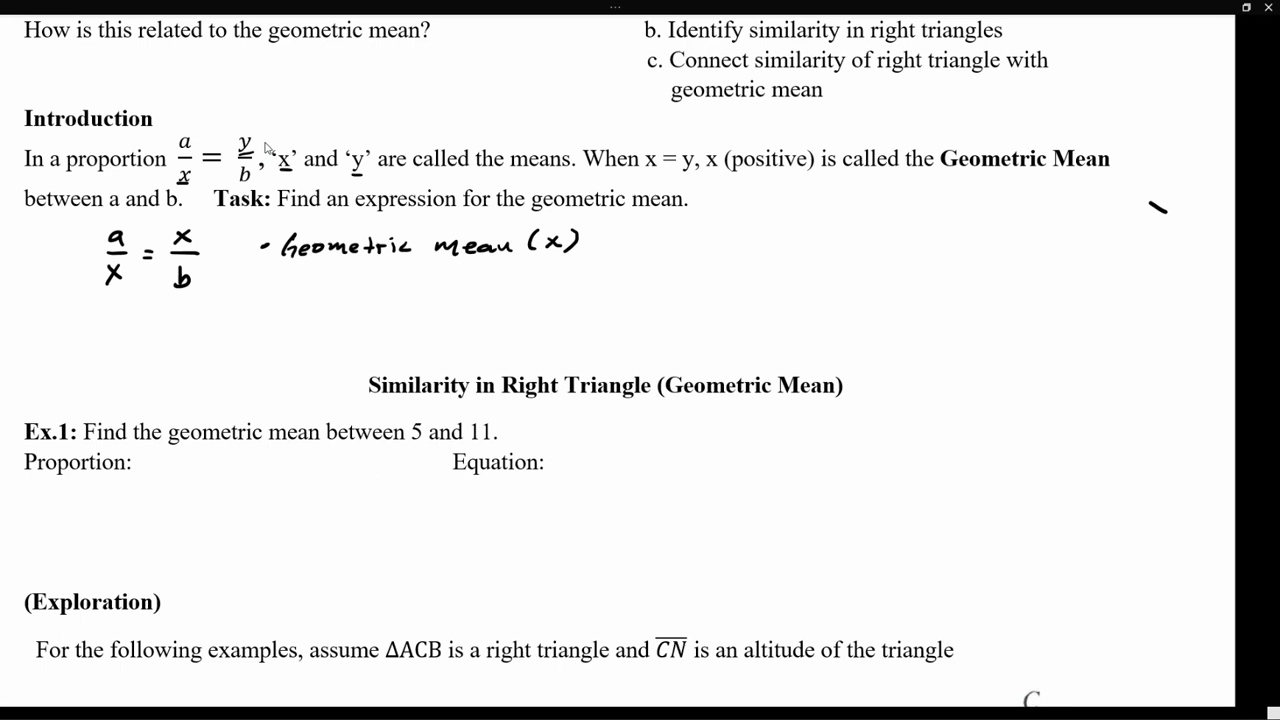 How is this related to the geometric mean?
b. Identify similarity in right triangles
c. Connect similarity of right triangle with
geometric mean
Introduction
In a proportion a/x = y/b, ‘x’ and ‘y’ are called the means. When x = y, x (positive) is called the Geometric Mean
between a and b. Task: Find an expression for the geometric mean.
a/x = x/b • Geometric mean (x)
Similarity in Right Triangle (Geometric Mean)
Ex.1: Find the geometric mean between 5 and 11.
Proportion: Equation:
(Exploration)
For the following examples, assume ΔACB is a right triangle and C̅N̅ is an altitude of the triangle
C